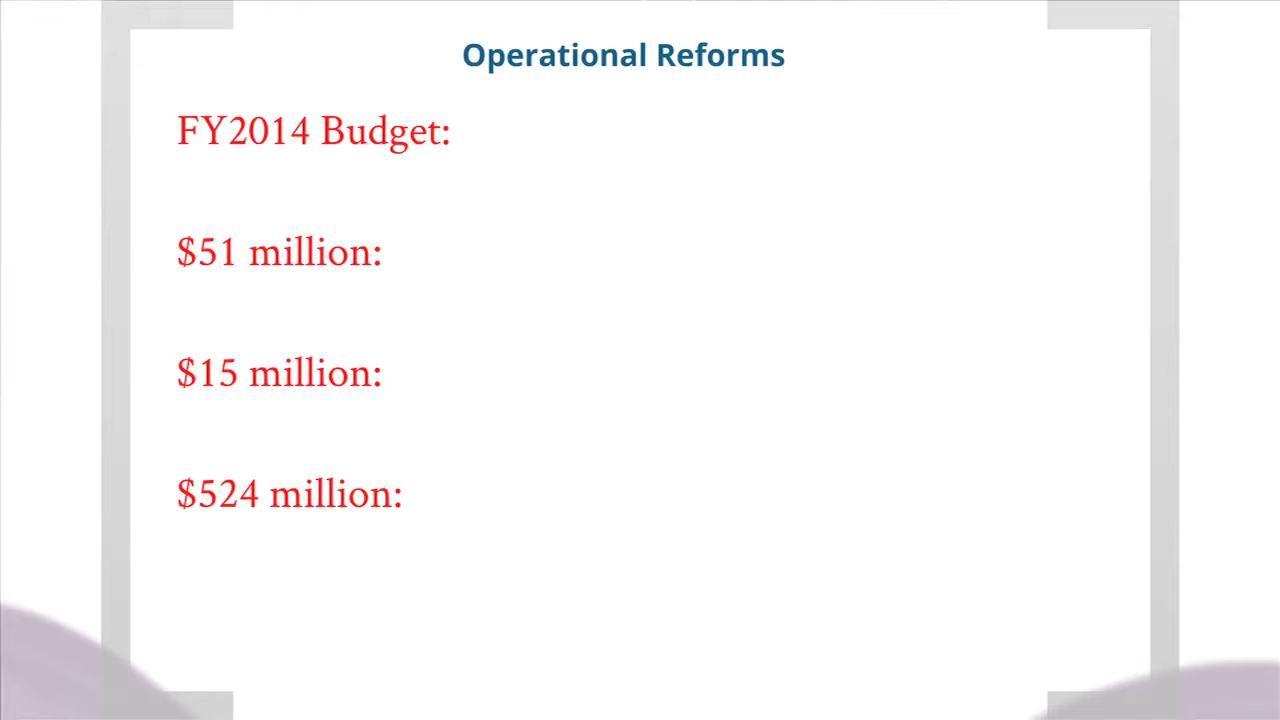 Operational Reforms
FY2014 Budget:
$51 million:
$15 million:
$524 million: